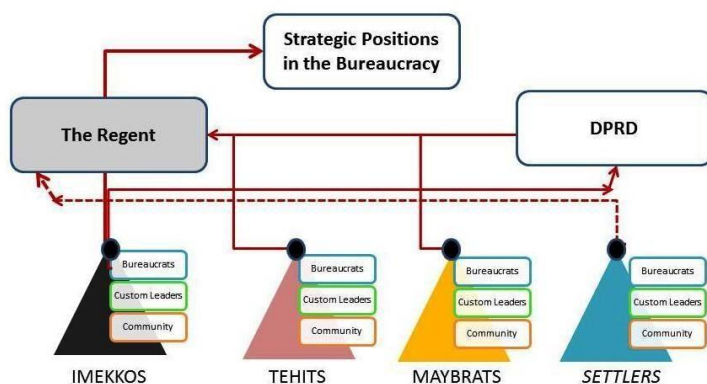 Strategic Positions
in the Bureaucracy
The Regent
DPRD
Bureaucrats
Custom Leaders
Community
Bureaucrats
Custom Leaders
Community
Bureaucrats
Custom Leaders
Community
Bureaucrats
Custom Leaders
Community
IMEKKOS
TEHITS
MAYBRATS
SETTLERS